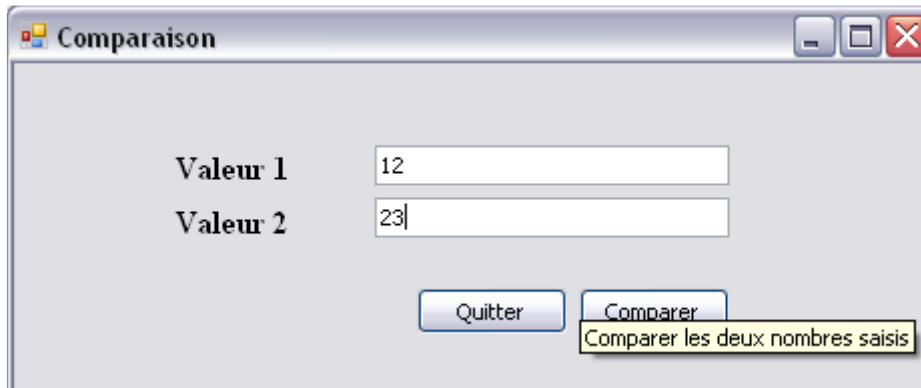 Comparaison
Valeur 1 12
Valeur 2 23
Quitter Comparer
Comparer les deux nombres saisis